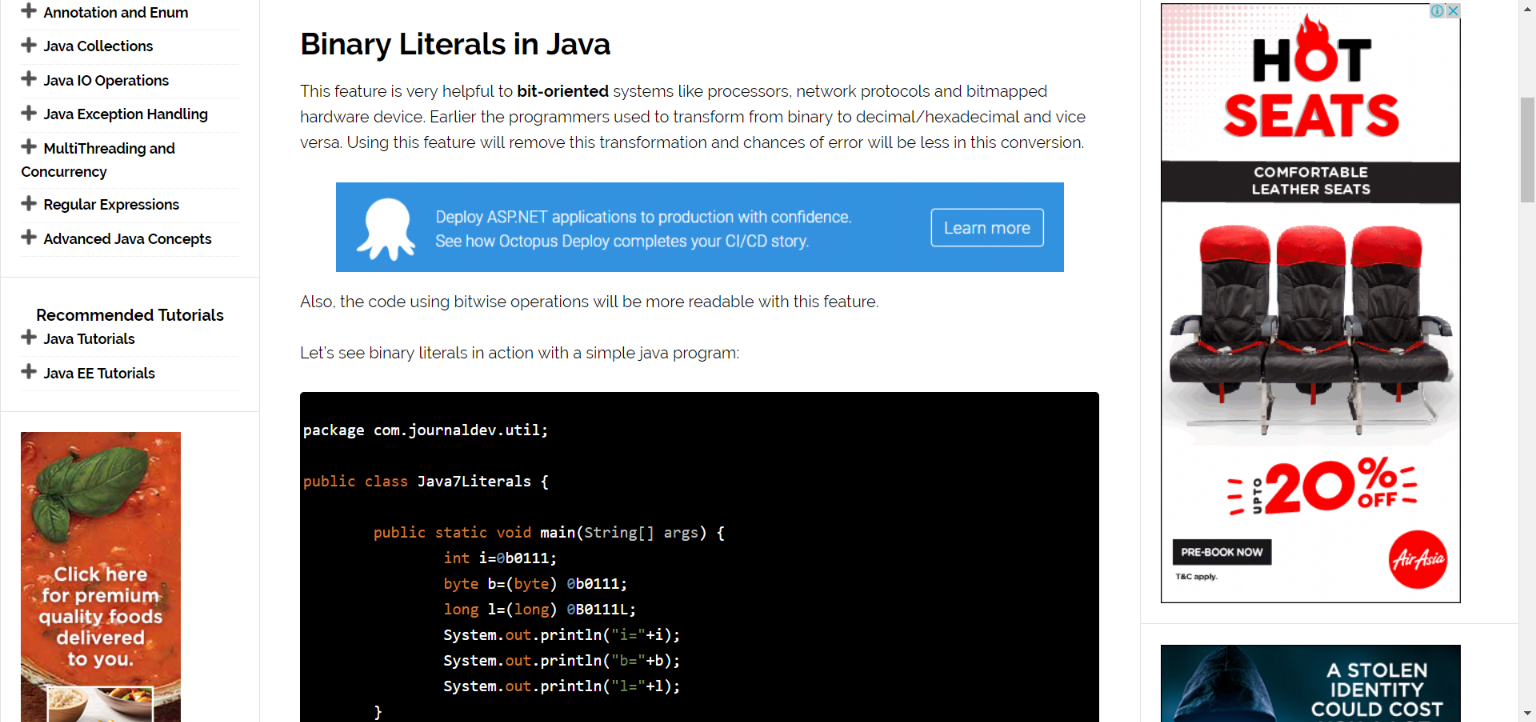 Annotation and Enum
Java Collections
Java IO Operations
Java Exception Handling
MultiThreading and
Concurrency
Regular Expressions
Advanced Java Concepts
Recommended Tutorials
Java Tutorials
Java EE Tutorials
Click here
for premium
quality foods
delivered
to you.
Binary Literals in Java
This feature is very helpful to bit-oriented systems like processors, network protocols and bitmapped
hardware device. Earlier the programmers used to transform from binary to decimal/hexadecimal and vice
versa. Using this feature will remove this transformation and chances of error will be less in this conversion.
Deploy ASP.NET applications to production with confidence.
See how Octopus Deploy completes your CI/CD story.
Learn more
Also, the code using bitwise operations will be more readable with this feature.
Let's see binary literals in action with a simple java program:
package com.journaldev.util;
public class Java7Literals {
public static void main(String[] args) {
int i=0b0111;
byte b=(byte) 0b0111;
long l=(long) 0B0111L;
System.out.println("i="+i);
System.out.println("b="+b);
System.out.println("l="+l);
}
HOT
SEATS
COMFORTABLE
LEATHER SEATS
UPTO
20%
OFF
PRE-BOOK NOW
T&C apply.
AirAsia
A STOLEN
IDENTITY
COULD COST